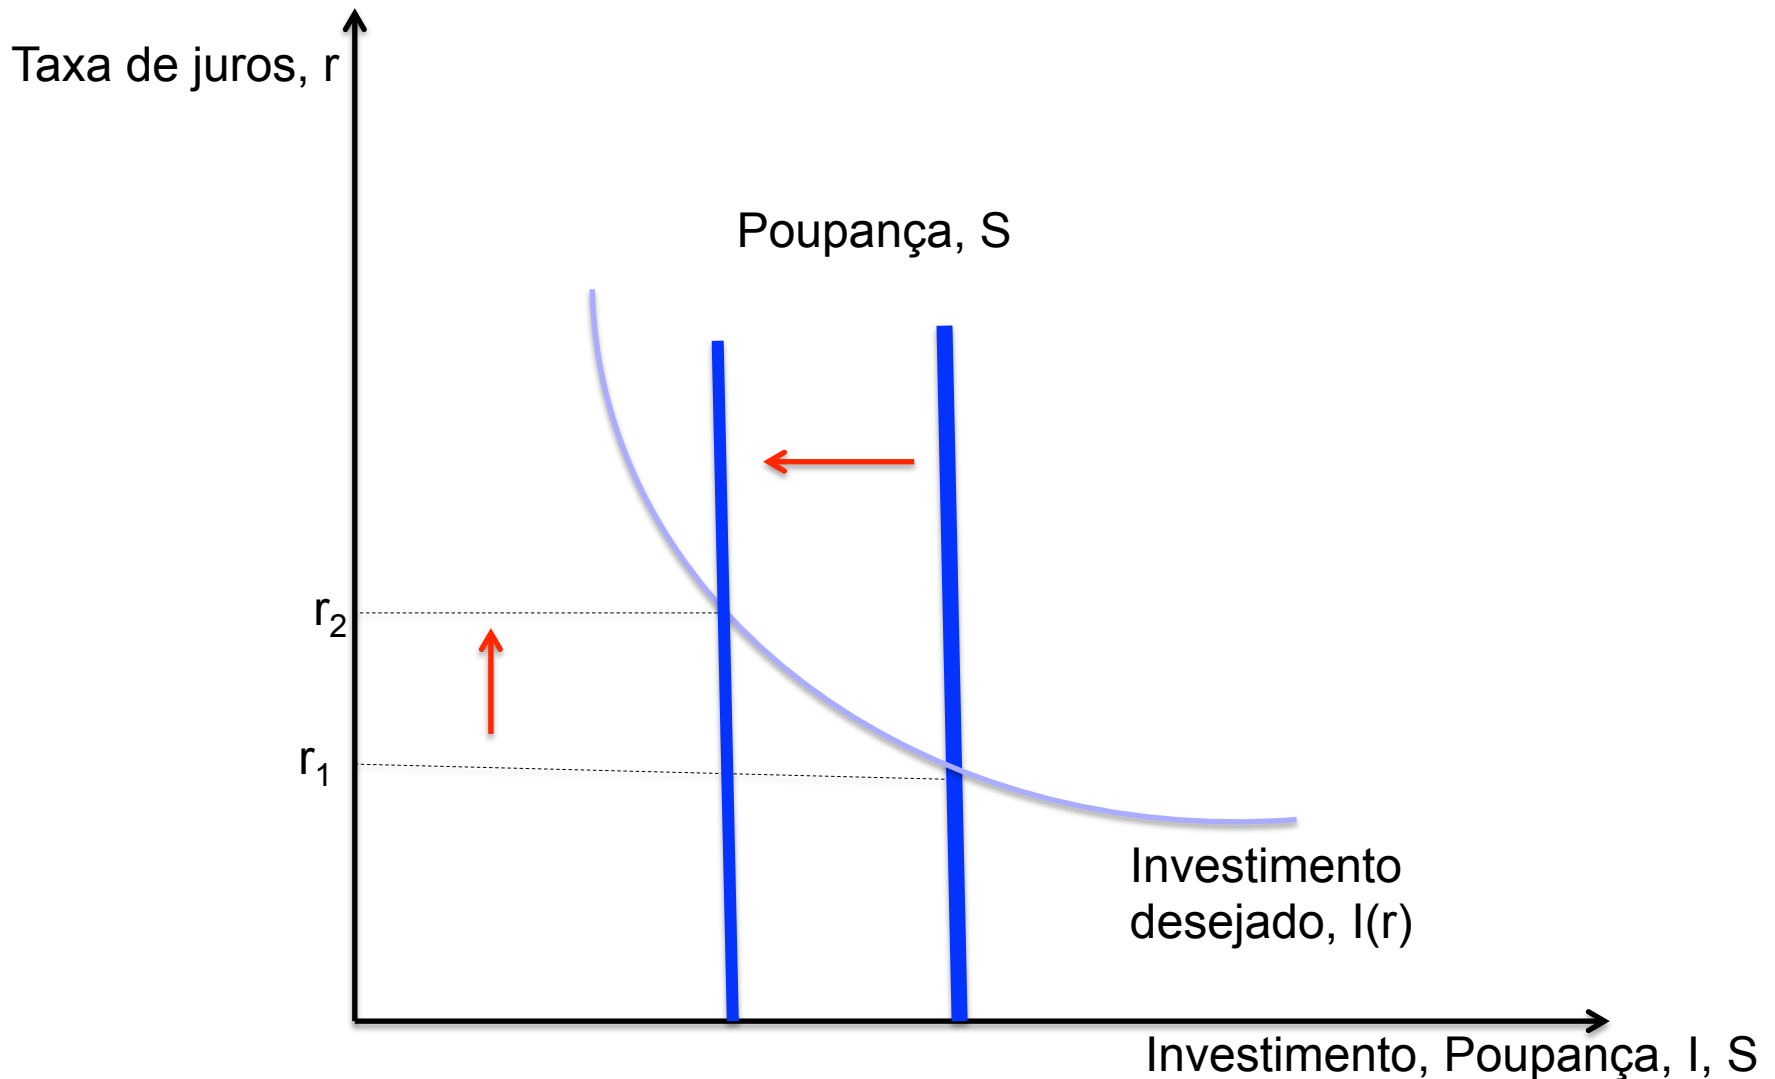 Taxa de juros, r
Poupança, S
r₂
r₁
Investimento
desejado, I(r)
Investimento, Poupança, I, S